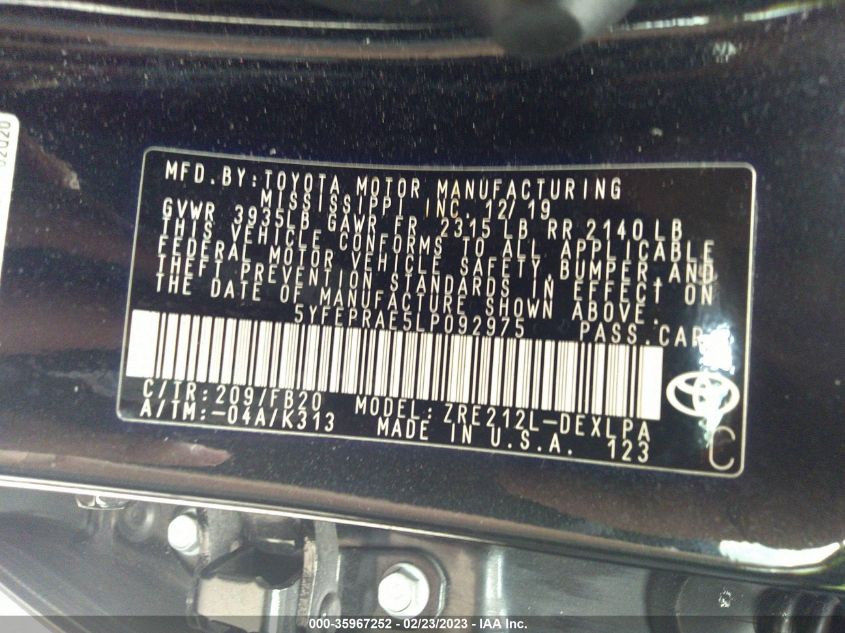 MFD.BY:TOYOTA MOTOR MANUFACTURING
MISSISSIPPI, INC. 12/19
GVWR 3935LB GAWR FR 2315 LB RR 2140 LB
THIS VEHICLE CONFORMS TO ALL APPLICABLE
FEDERAL MOTOR VEHICLE SAFETY,BUMPER,AND
THEFT PREVENTION STANDARDS IN EFFECT ON
THE DATE OF MANUFACTURE SHOWN ABOVE.
5YFEPRAE5LP092975 PASS.CAR
C/TR:209/FB20 MODEL:ZRE212L-DEXLPA
A/TM:-04A/K313 MADE IN U.S.A. 123
C
000-35967252 - 02/23/2023 - IAAI, Inc.